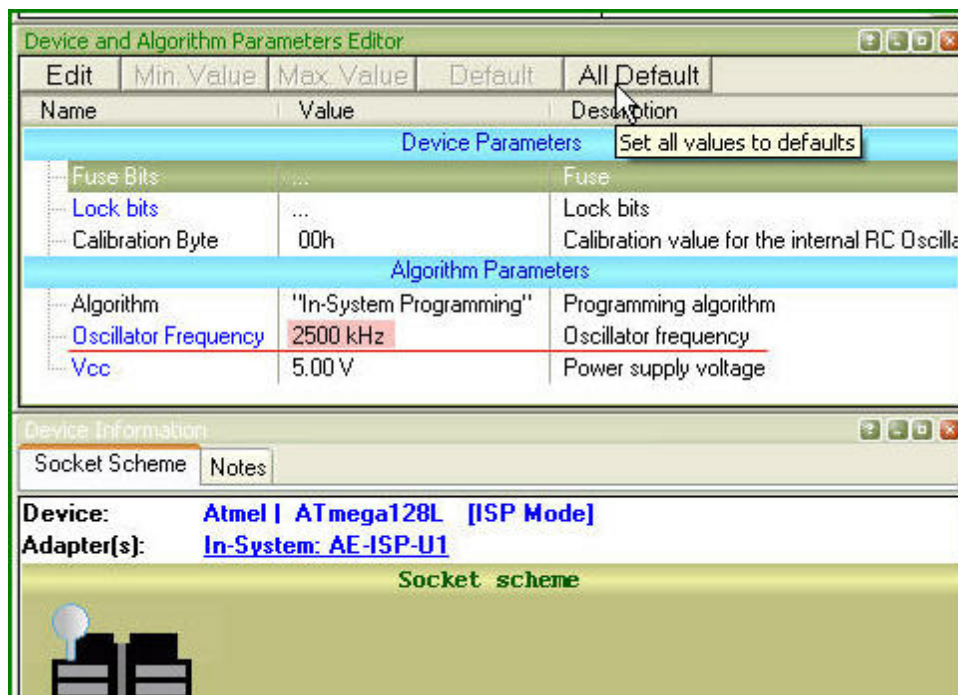 Device and Algorithm Parameters Editor
Edit Min. Value Max. Value Default All Default
Name Value Description
Set all values to defaults
Device Parameters
Fuse Bits ... Fuse
Lock bits ... Lock bits
Calibration Byte 00h Calibration value for the internal RC Oscilla
Algorithm Parameters
Algorithm "In-System Programming" Programming algorithm
Oscillator Frequency 2500 kHz Oscillator frequency
Vcc 5.00 V Power supply voltage
Device Information
Socket Scheme Notes
Device: Atmel | ATmega128L [ISP Mode]
Adapter(s): In-System: AE-ISP-U1
Socket scheme